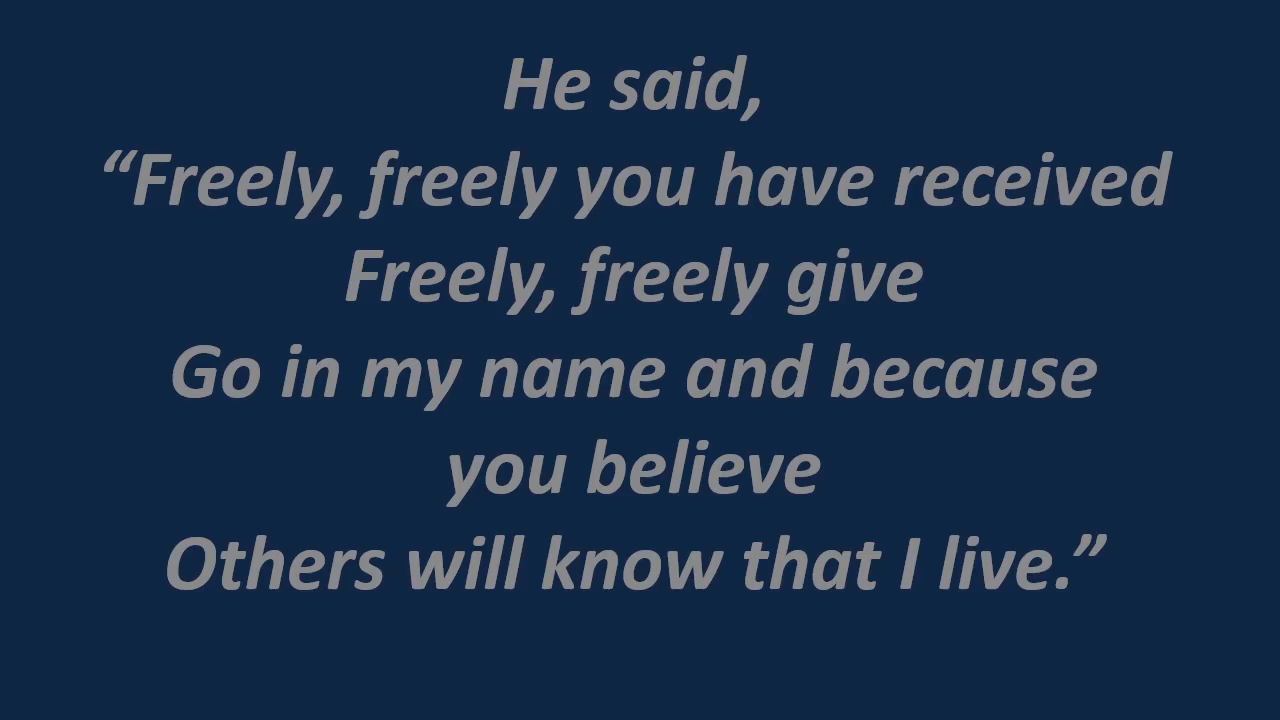 He said,
“Freely, freely you have received
Freely, freely give
Go in my name and because
you believe
Others will know that I live.”